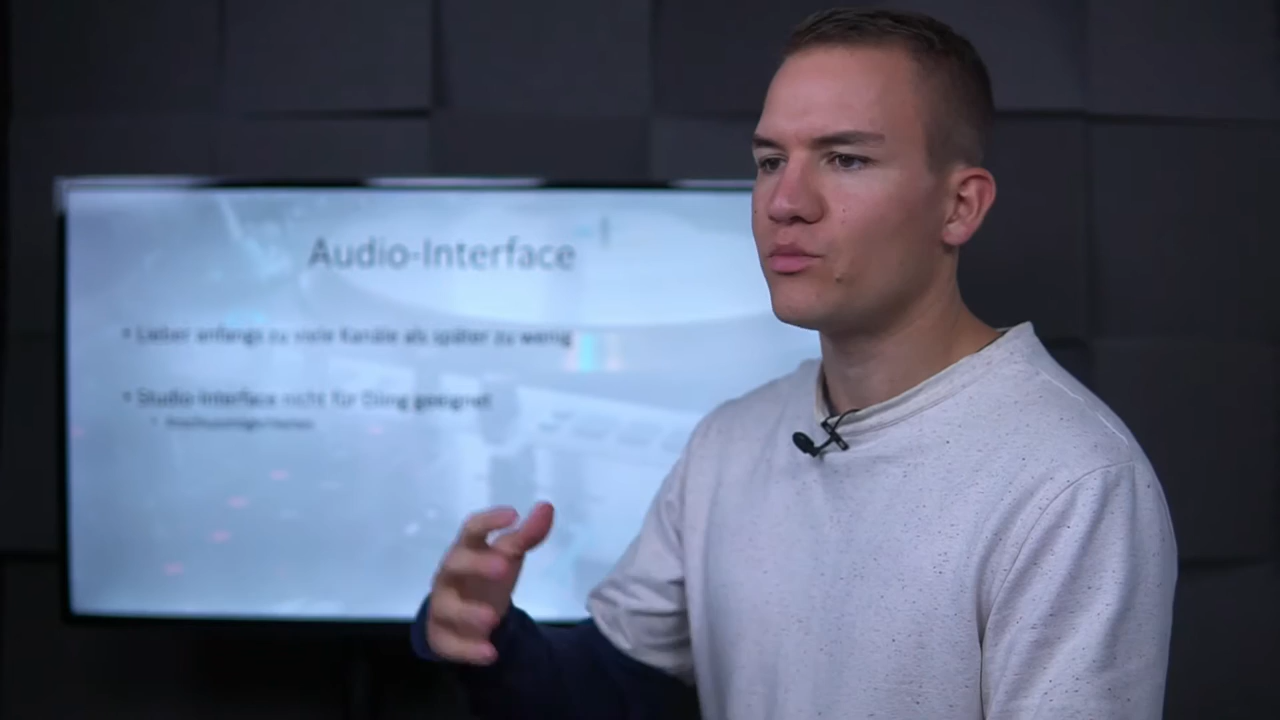 Audio-Interface
• Lieber anfangs zu viele Kanäle als später zu wenig
• Studio-Interface nicht für DJing geeignet